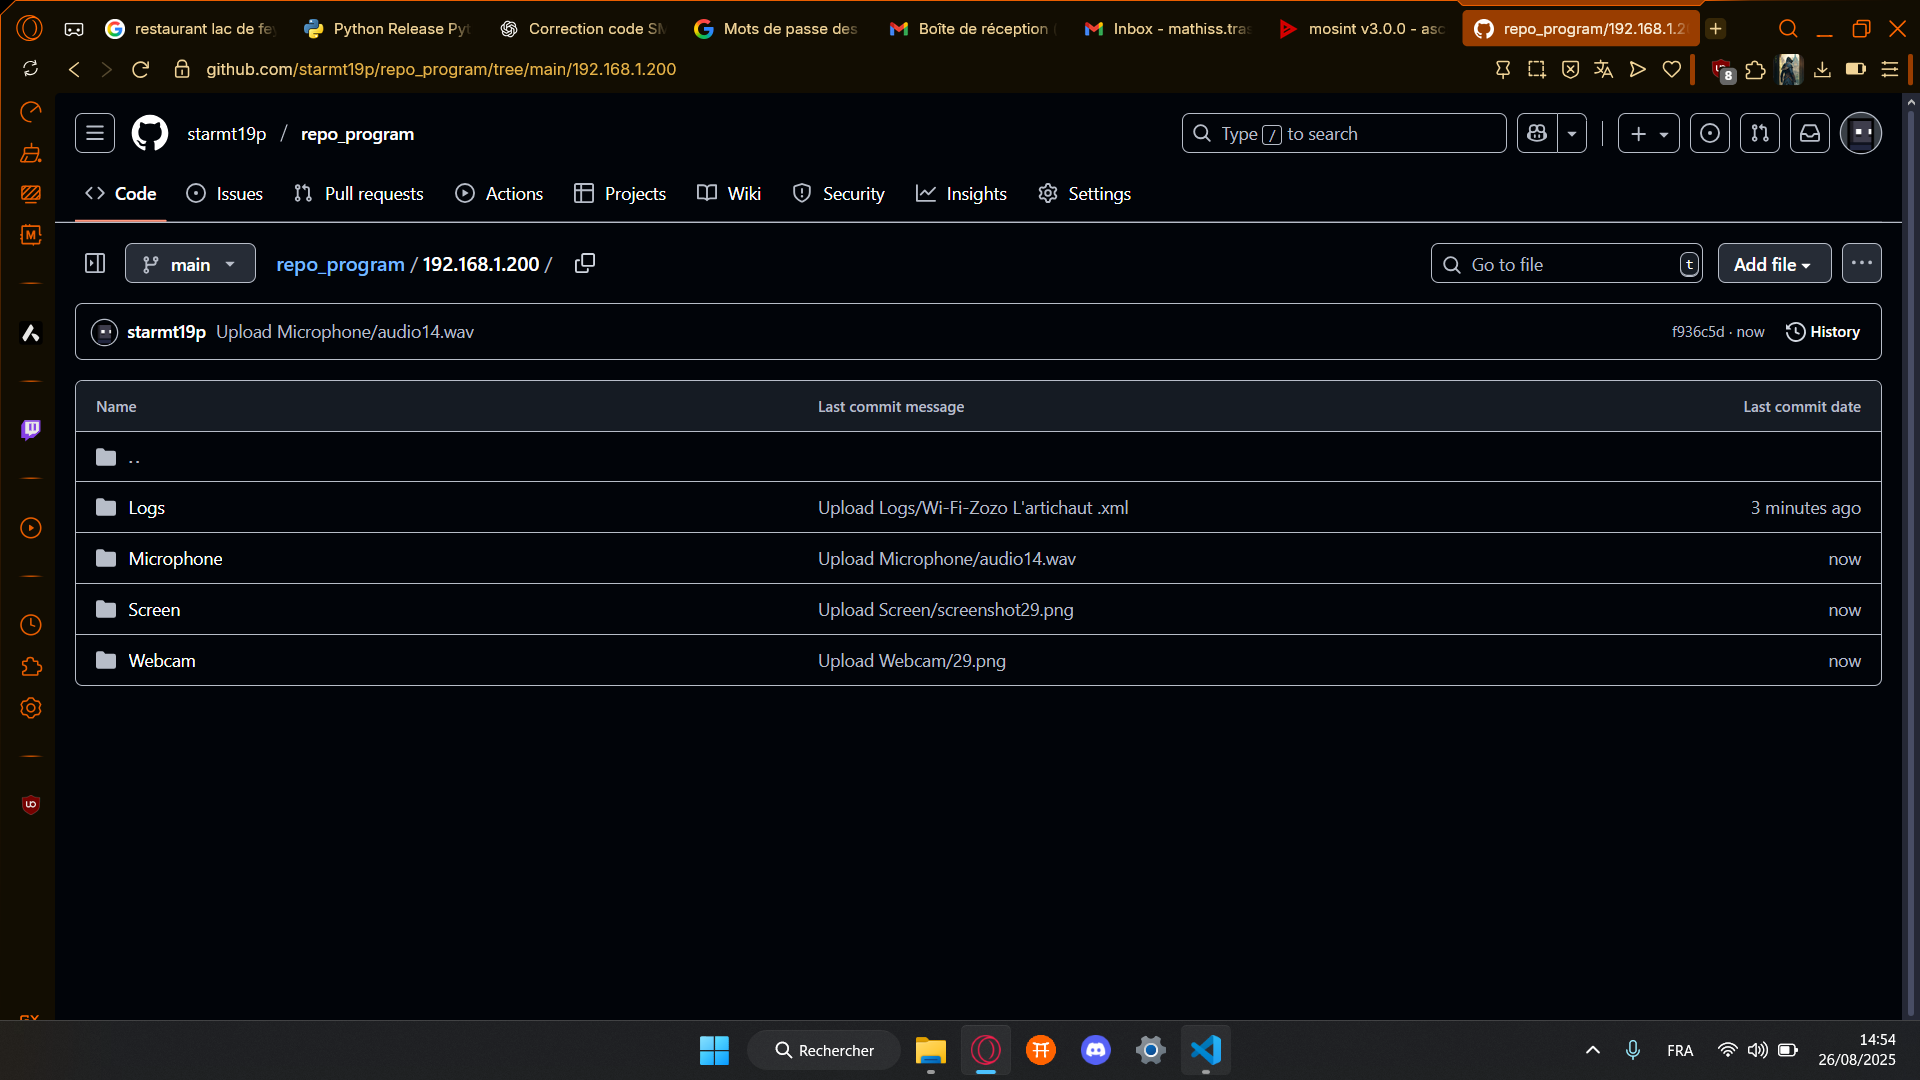 restaurant lac de fey
Python Release Pyt
Correction code SM
Mots de passe des
Boîte de réception
Inbox - mathiss.tras
mosint v3.0.0 - asc
repo_program/192.168.1.20
github.com/starmt19p/repo_program/tree/main/192.168.1.200
8
starmt19p / repo_program
Type / to search
Code
Issues
Pull requests
Actions
Projects
Wiki
Security
Insights
Settings
main
repo_program / 192.168.1.200 /
Go to file
t
Add file
starmt19p Upload Microphone/audio14.wav
f936c5d · now
History
Name
Last commit message
Last commit date
..
Logs
Upload Logs/Wi-Fi-Zozo L'artichaut .xml
3 minutes ago
Microphone
Upload Microphone/audio14.wav
now
Screen
Upload Screen/screenshot29.png
now
Webcam
Upload Webcam/29.png
now
Rechercher
FRA
14:54
26/08/2025